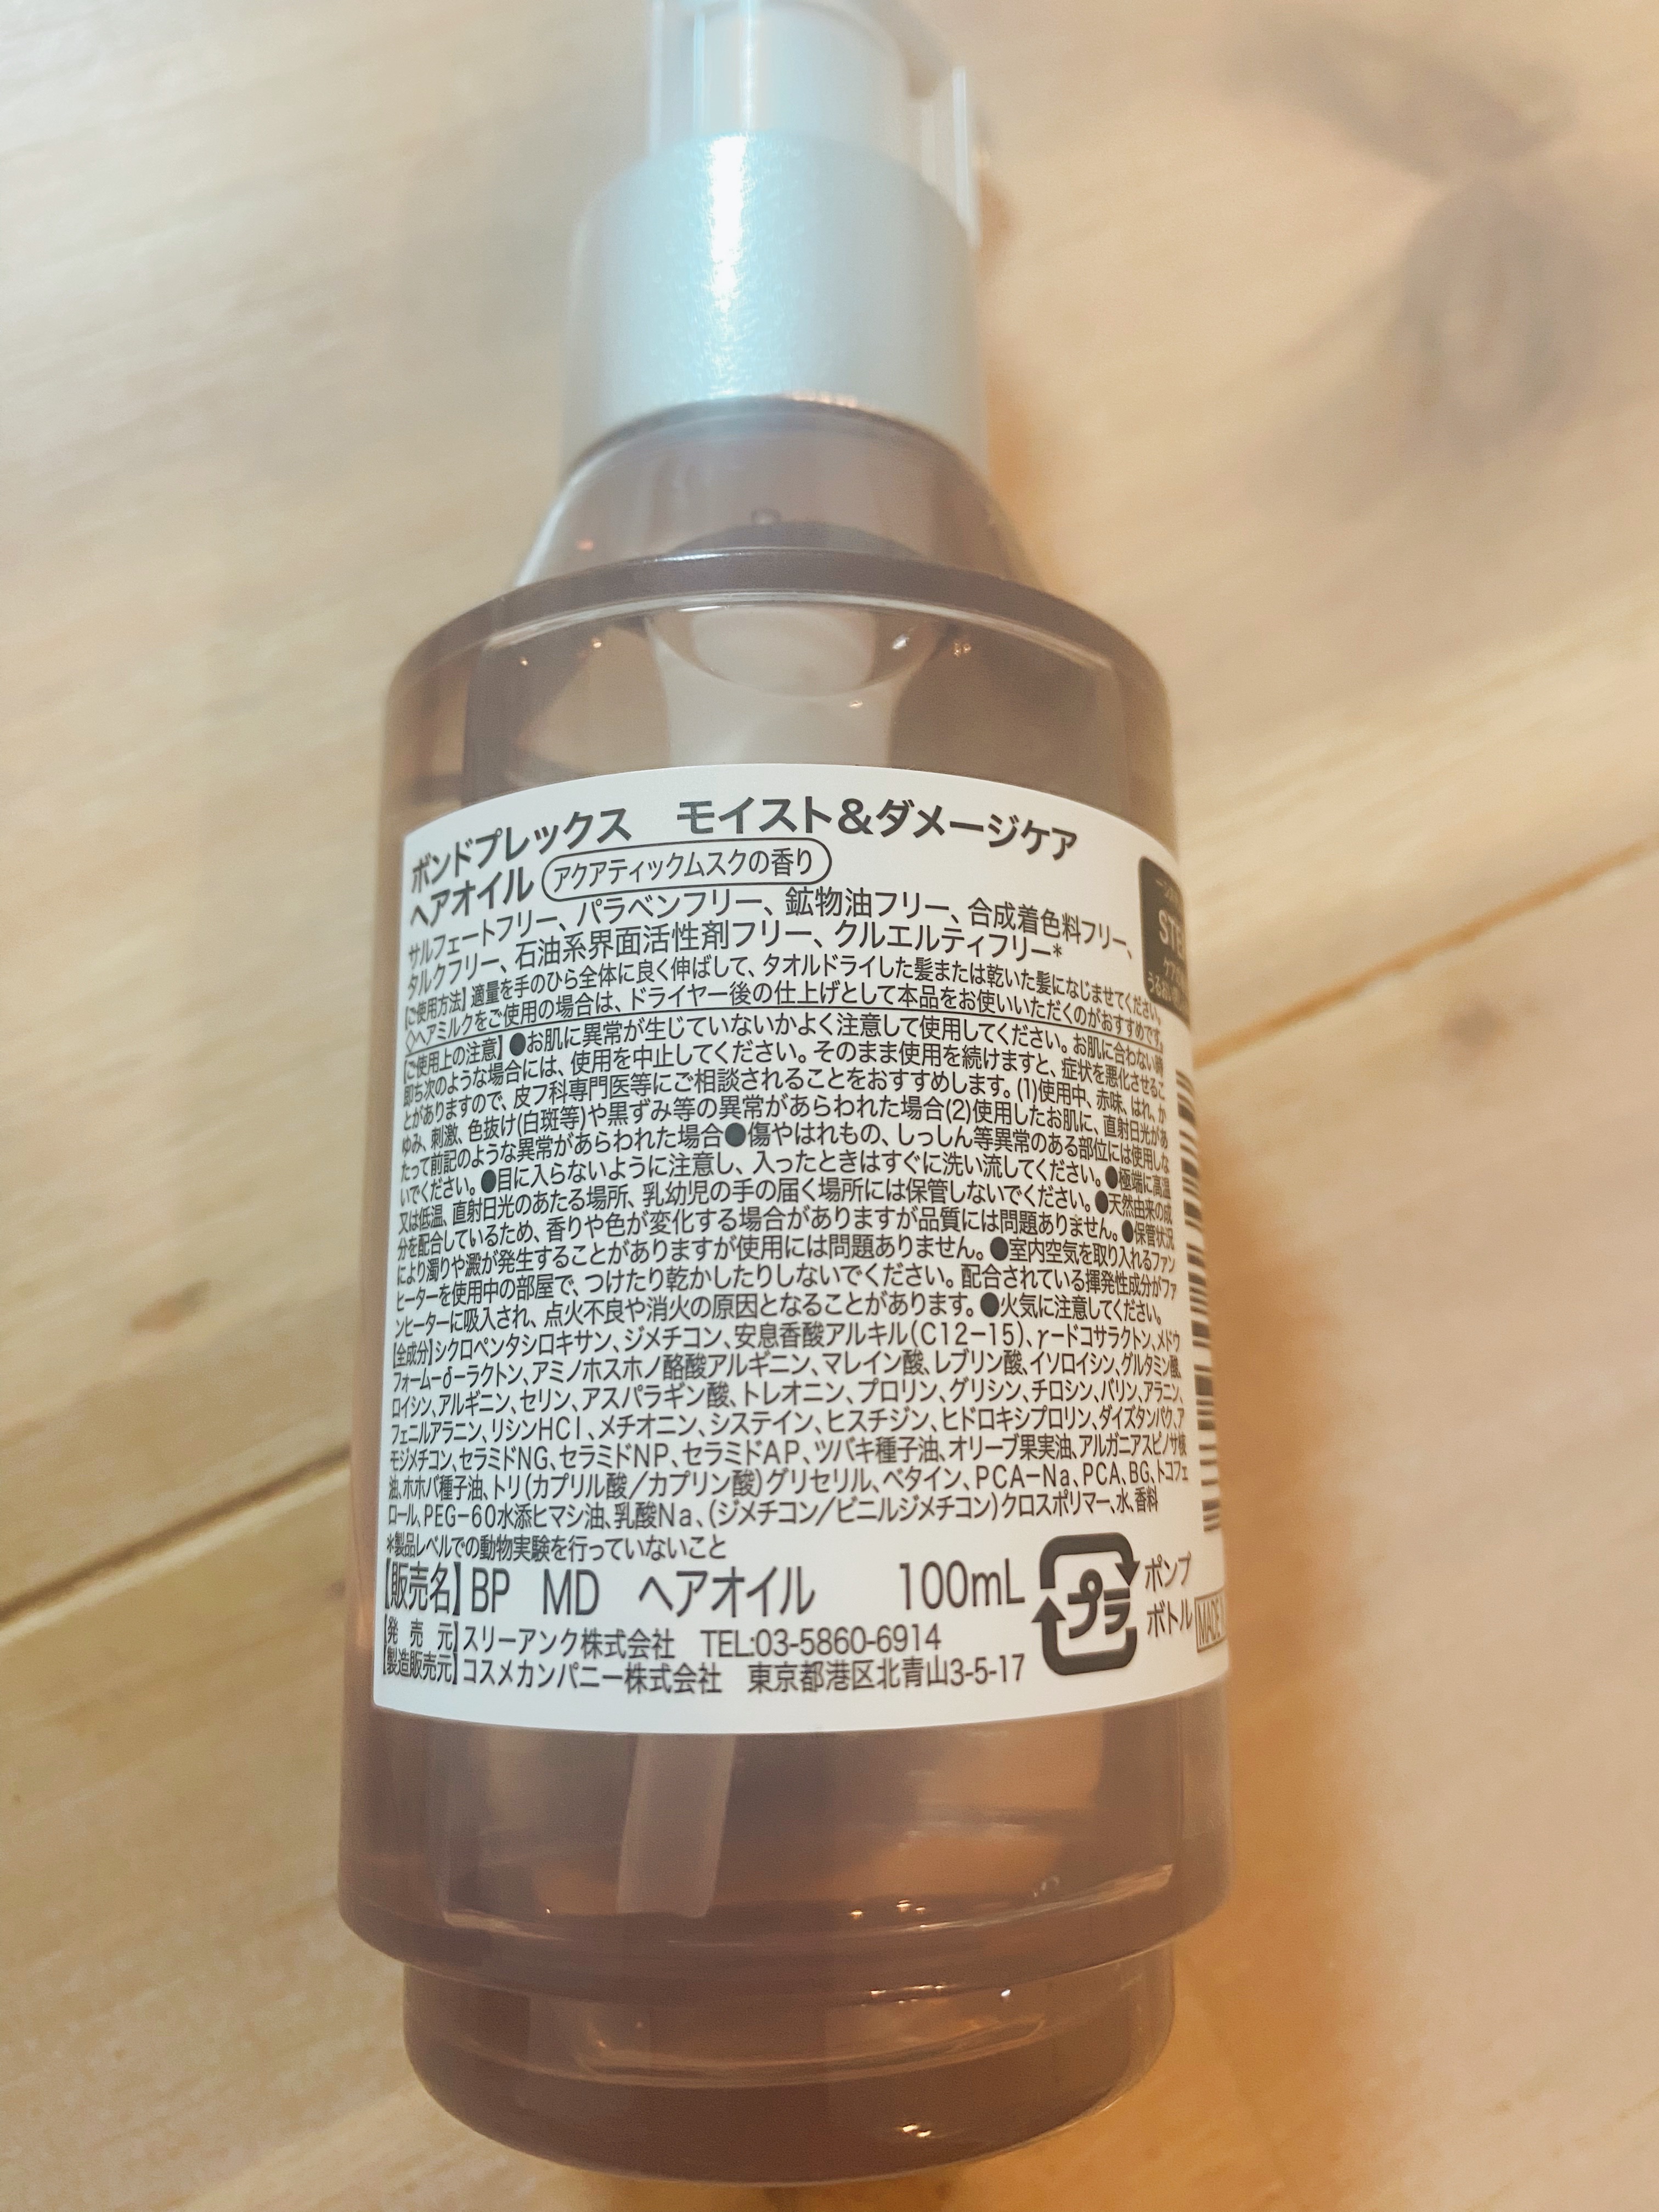 ボンドプレックス　モイスト&ダメージケア
ヘアオイル アクアティックムスクの香り
サルフェートフリー、パラベンフリー、鉱物油フリー、合成着色料フリー、
タルクフリー、石油系界面活性剤フリー、クルエルティフリー*
【ご使用方法】適量を手のひら全体に良く伸ばして、タオルドライした髪または乾いた髪になじませてください。
◇ヘアミルクをご使用の場合は、ドライヤー後の仕上げとして本品をお使いいただくのがおすすめです。
【ご使用上の注意】●お肌に異常が生じていないかよく注意して使用してください。お肌に合わない時
即ち次のような場合には、使用を中止してください。そのまま使用を続けますと、症状を悪化させるこ
とがありますので、皮フ科専門医等にご相談されることをおすすめします。(1)使用中、赤味、はれ、か
ゆみ、刺激、色抜け(白斑等)や黒ずみ等の異常があらわれた場合(2)使用したお肌に、直射日光があ
たって前記のような異常があらわれた場合●傷やはれもの、しっしん等異常のある部位には使用しな
いでください。●目に入らないように注意し、入ったときはすぐに洗い流してください。●極端に高温
又は低温、直射日光のあたる場所、乳幼児の手の届く場所には保管しないでください。●天然由来の成
分を配合しているため、香りや色が変化する場合がありますが品質には問題ありません。●保管状況
により濁りや澱が発生することがありますが使用には問題ありません。●室内空気を取り入れるファン
ヒーターを使用中の部屋で、つけたり乾かしたりしないでください。配合されている揮発性成分がファ
ンヒーターに吸入され、点火不良や消火の原因となることがあります。●火気に注意してください。
【全成分】シクロペンタシロキサン、ジメチコン、安息香酸アルキル(C12-15)、γ-ドコサラクトン、メドウ
フォーム-δ-ラクトン、アミノホスホノ酪酸アルギニン、マレイン酸、レブリン酸、イソロイシン、グルタミン酸、
ロイシン、アルギニン、セリン、アスパラギン酸、トレオニン、プロリン、グリシン、チロシン、バリン、アラニン、
フェニルアラニン、リシンHCl、メチオニン、システイン、ヒスチジン、ヒドロキシプロリン、ダイズタンパク、ア
モジメチコン、セラミドNG、セラミドNP、セラミドAP、ツバキ種子油、オリーブ果実油、アルガニアスピノサ核
油、ホホバ種子油、トリ(カプリル酸/カプリン酸)グリセリル、ベタイン、PCA-Na、PCA、BG、トコフェ
ロール、PEG-60水添ヒマシ油、乳酸Na、(ジメチコン/ビニルジメチコン)クロスポリマー、水、香料
*製品レベルでの動物実験を行っていないこと
【販売名】BP　MD　ヘアオイル　100mL
プラ
ポンプ
ボトル
【発　売　元】スリーアンク株式会社　TEL:03-5860-6914
【製造販売元】コスメカンパニー株式会社　東京都港区北青山3-5-17
MADE